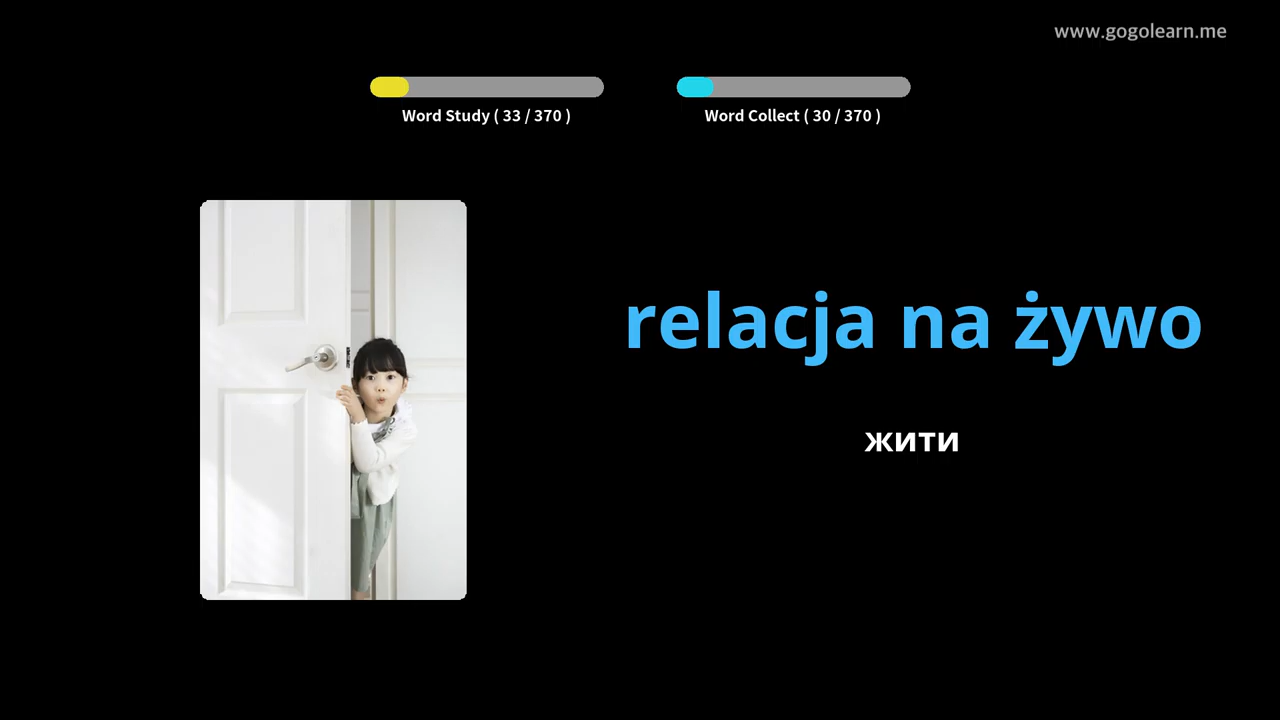 www.gogolearn.me
Word Study ( 33 / 370 )
Word Collect ( 30 / 370 )
relacja na żywo
жити